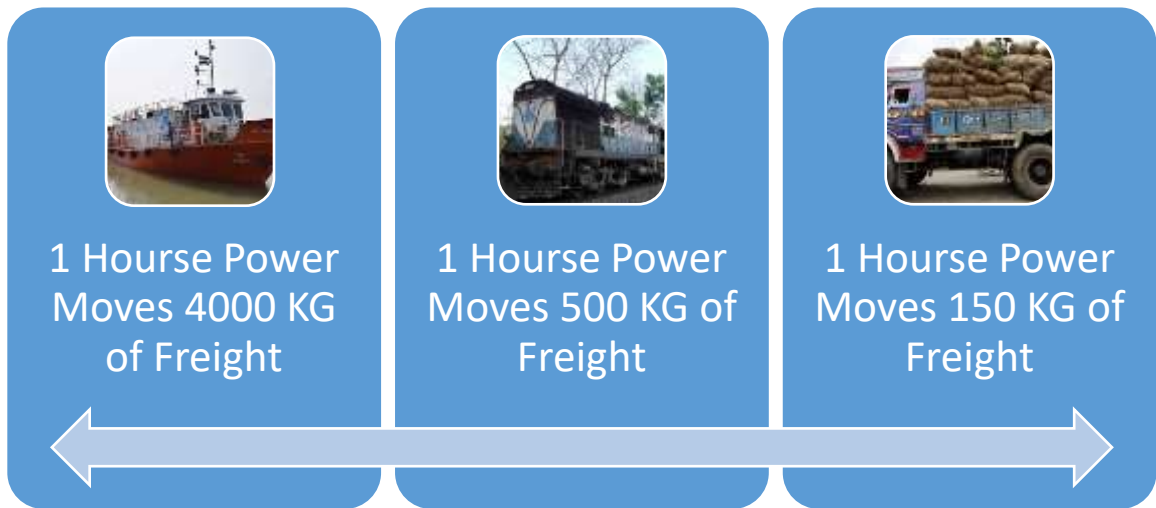 1 Hourse Power
Moves 4000 KG
of Freight
1 Hourse Power
Moves 500 KG of
Freight
1 Hourse Power
Moves 150 KG of
Freight